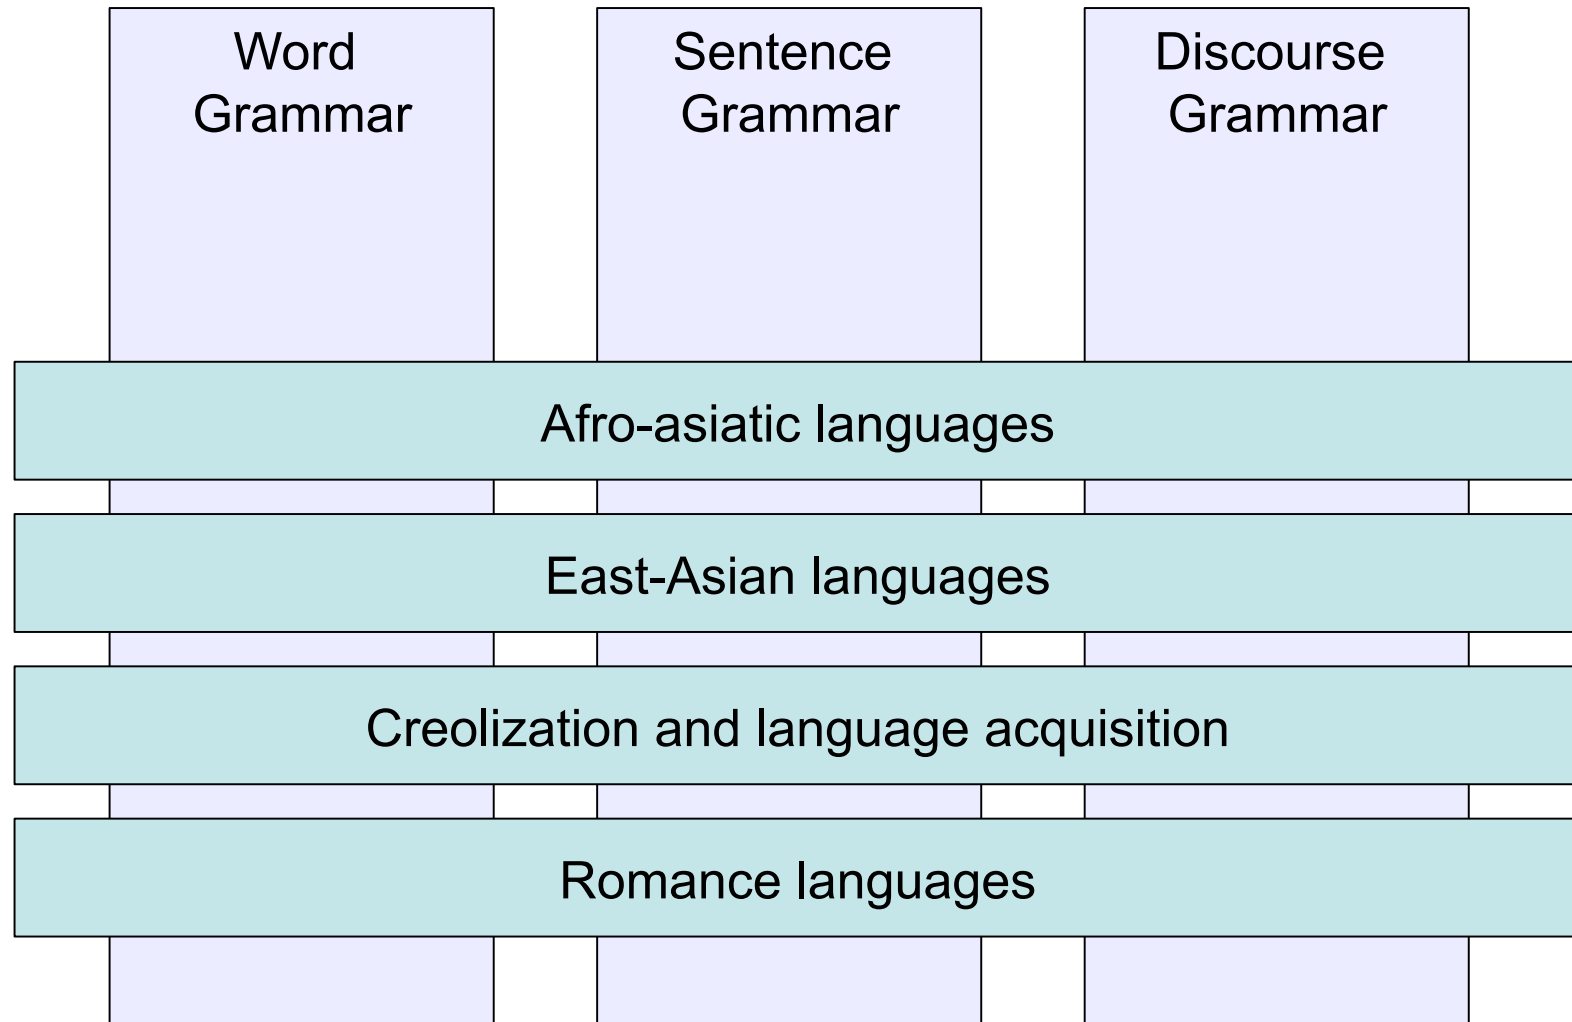 Word
Grammar
Sentence
Grammar
Discourse
Grammar
Afro-asiatic languages
East-Asian languages
Creolization and language acquisition
Romance languages